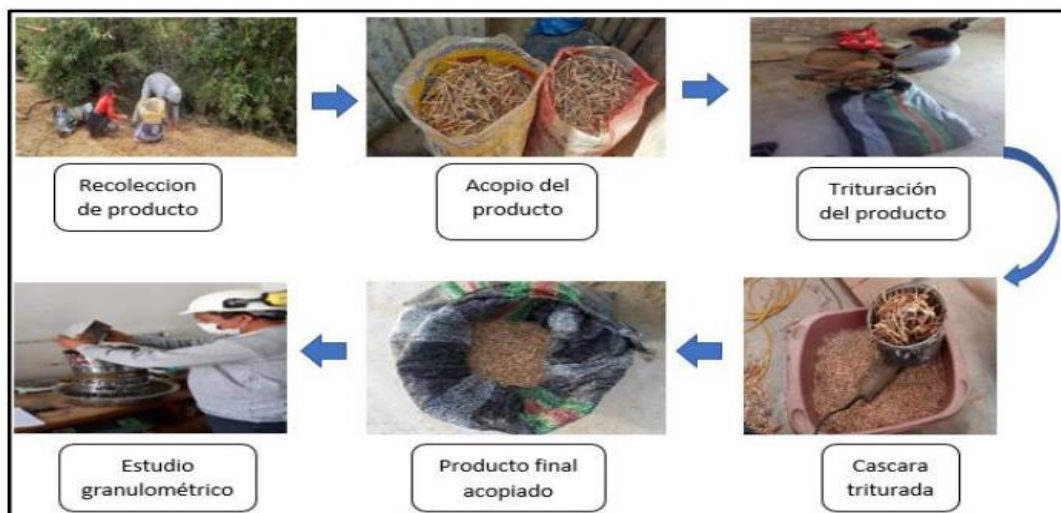 Recoleccion
de producto
Acopio del
producto
Trituración
del producto
Cascara
triturada
Producto final
acopiado
Estudio
granulométrico